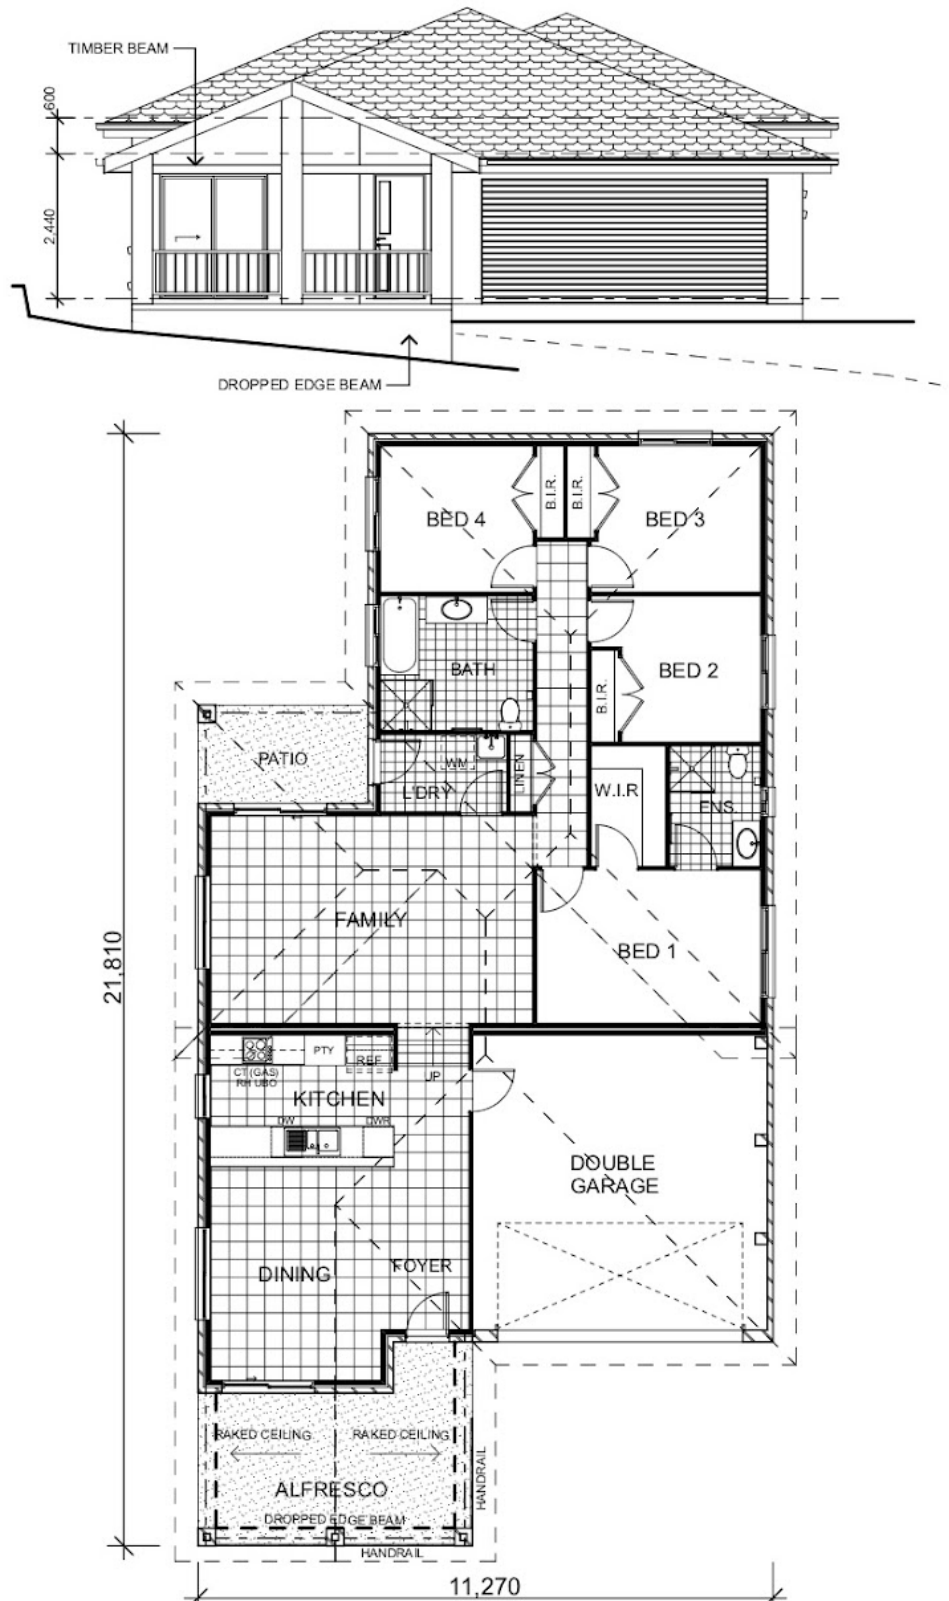 TIMBER BEAM
600
2,440
DROPPED EDGE BEAM
BED 4
B.I.R.
B.I.R.
BED 3
BATH
BED 2
B.I.R.
PATIO
WM
L'DRY
LINEN
W.I.R
ENS.
FAMILY
BED 1
21,810
PTY
REF
CT (GAS)
RH UBO
UP
KITCHEN
DW
DWR
DOUBLE
GARAGE
DINING
FOYER
RAKED CEILING
RAKED CEILING
HANDRAIL
ALFRESCO
DROPPED EDGE BEAM
HANDRAIL
11,270